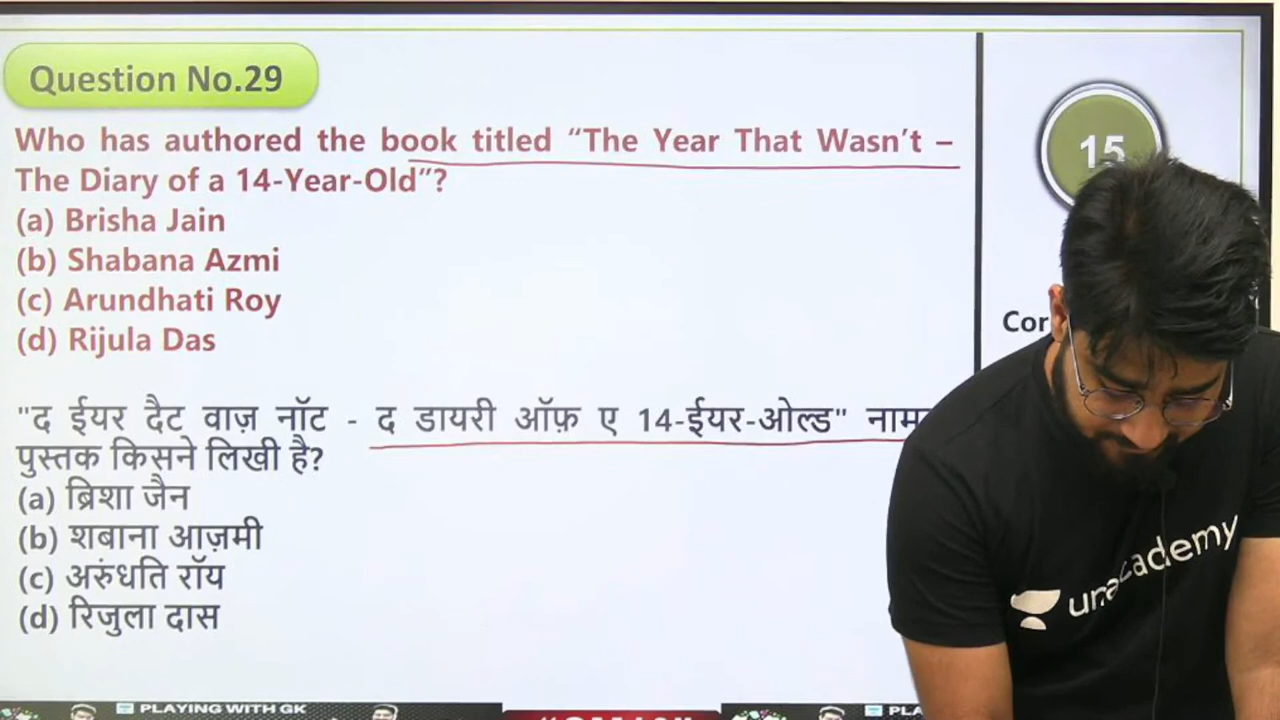 Question No.29
Who has authored the book titled “The Year That Wasn’t –
The Diary of a 14-Year-Old”?
(a) Brisha Jain
(b) Shabana Azmi
(c) Arundhati Roy
(d) Rijula Das
"द ईयर दैट वाज़ नॉट - द डायरी ऑफ़ ए 14-ईयर-ओल्ड" नाम
पुस्तक किसने लिखी है?
(a) ब्रिशा जैन
(b) शबाना आज़मी
(c) अरुंधति रॉय
(d) रिजुला दास
15
Cor
unacademy
PLAYING WITH GK
PLA